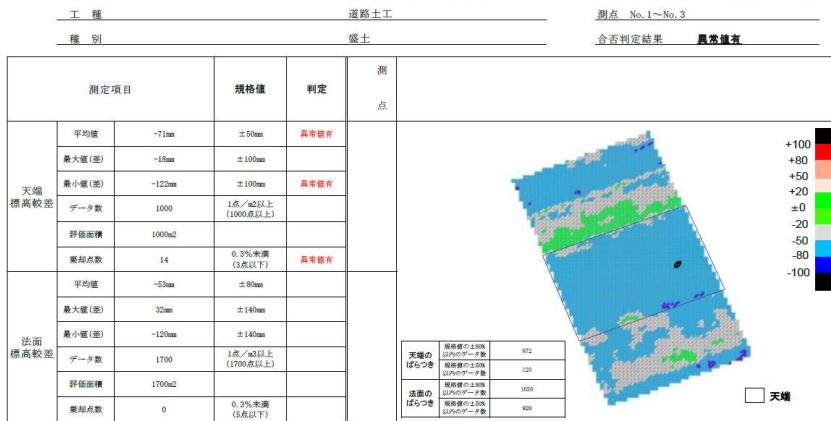 工 種 道路土工 測点 No.1～No.3
種 別 盛土 合否判定結果 異常値有
測定項目 規格値 判定 測点
天端標高較差
平均値 -71mm ±50mm 異常値有
最大値(差) -18mm ±100mm
最小値(差) -122mm ±100mm 異常値有
データ数 1000 1点／m2以上
(1000点以上)
評価面積 1000m2
棄却点数 14 0.3%未満
(3点以下) 異常値有
法面標高較差
平均値 -53mm ±80mm
最大値(差) 32mm ±140mm
最小値(差) -120mm ±140mm
データ数 1700 1点／m3以上
(1700点以上)
評価面積 1700m2
棄却点数 0 0.3%未満
(5点以下)
天端の
ばらつき
規格値の±80%
以内のデータ数 972
規格値の±50%
以内のデータ数 120
法面の
ばらつき
規格値の±80%
以内のデータ数 1650
規格値の±50%
以内のデータ数 920
+100
+80
+50
+20
±0
-20
-50
-80
-100
天端